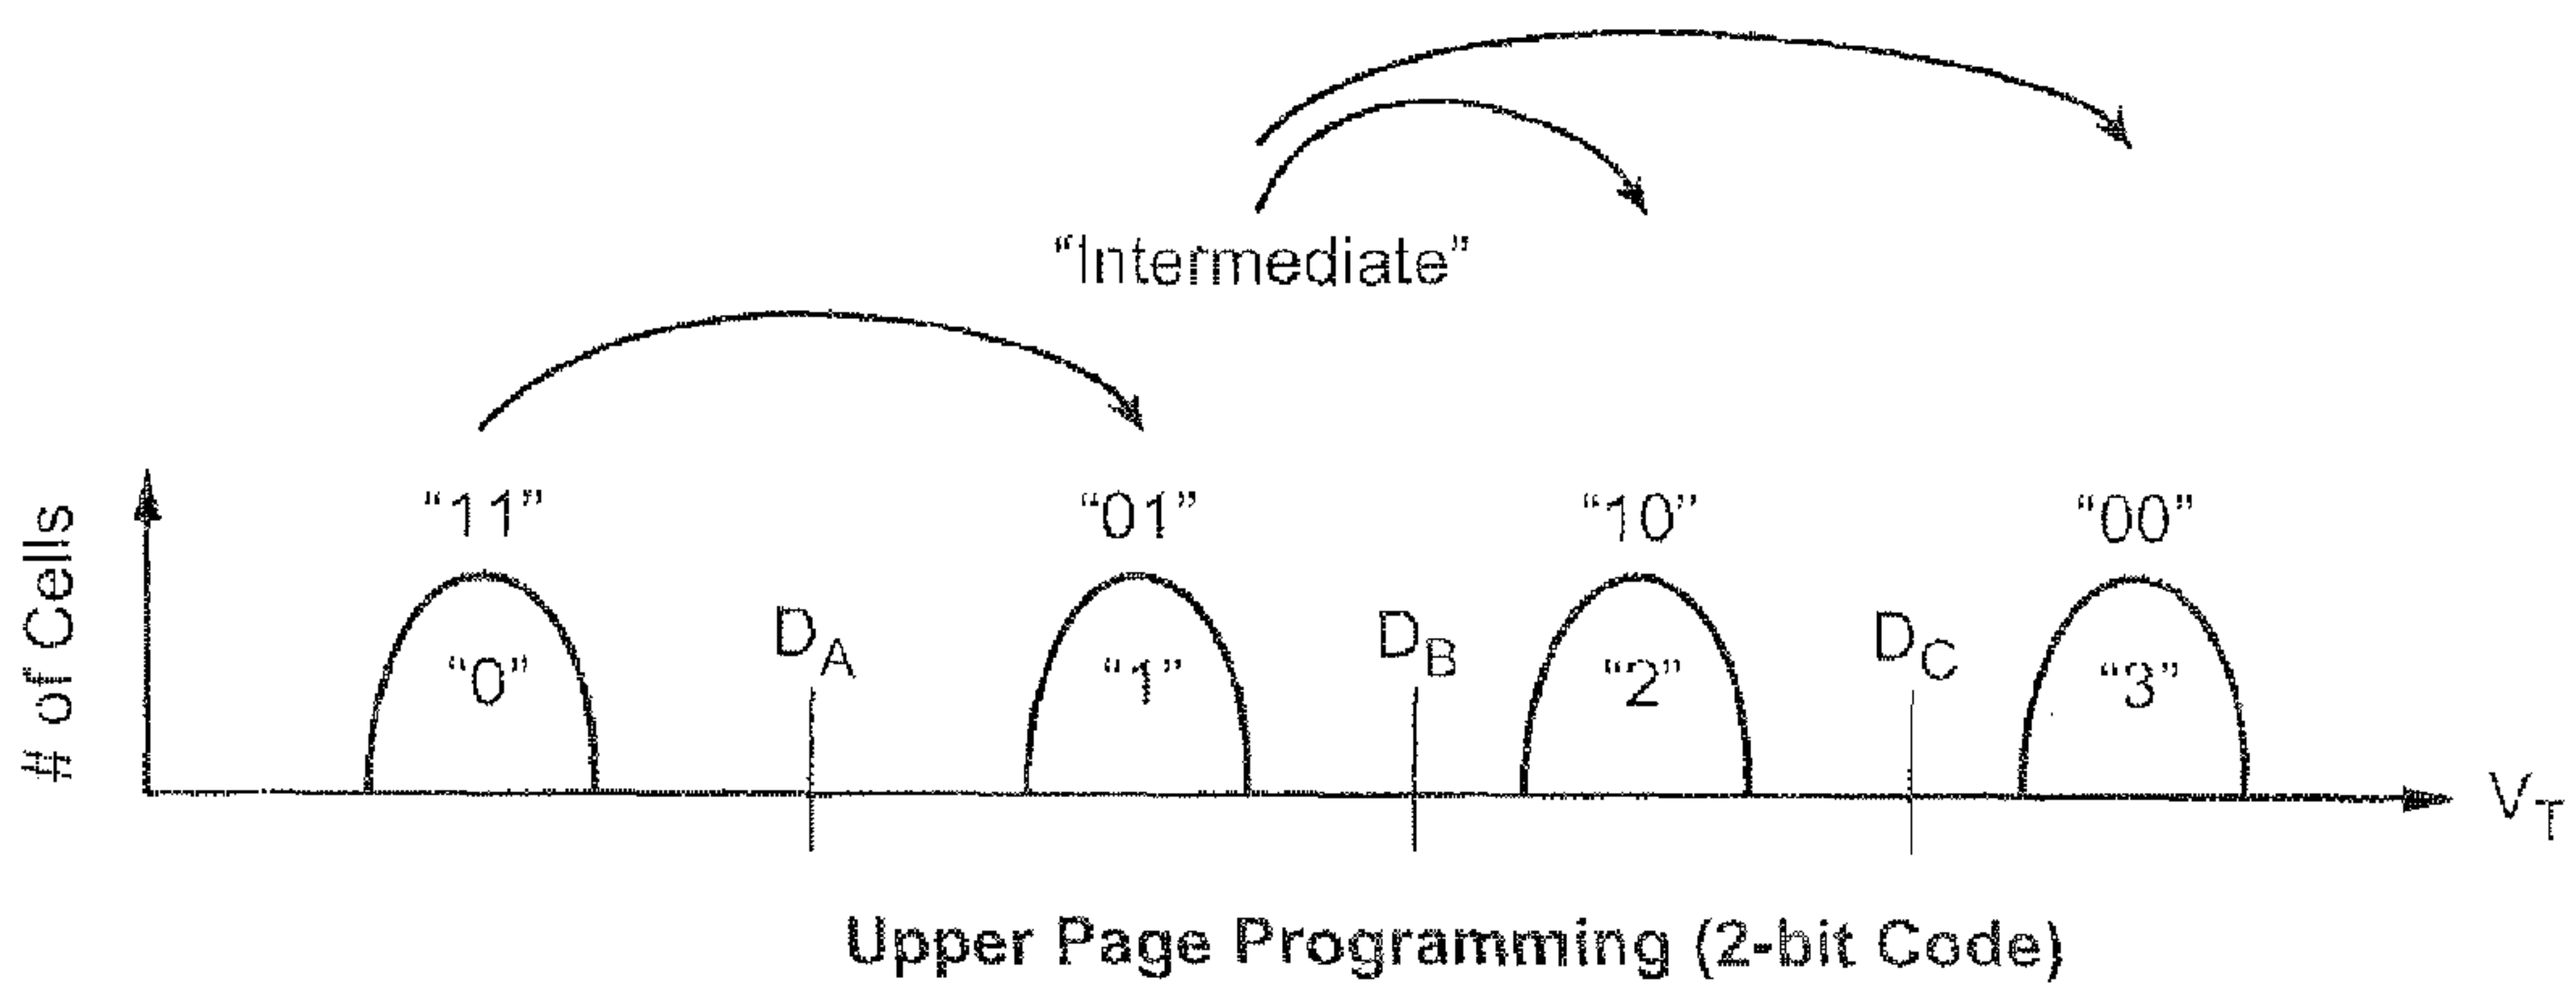 “Intermediate”
“11” “01” “10” “00”
# of Cells
“0” “1” “2” “3”
D_A D_B D_C
V_T
Upper Page Programming (2-bit Code)